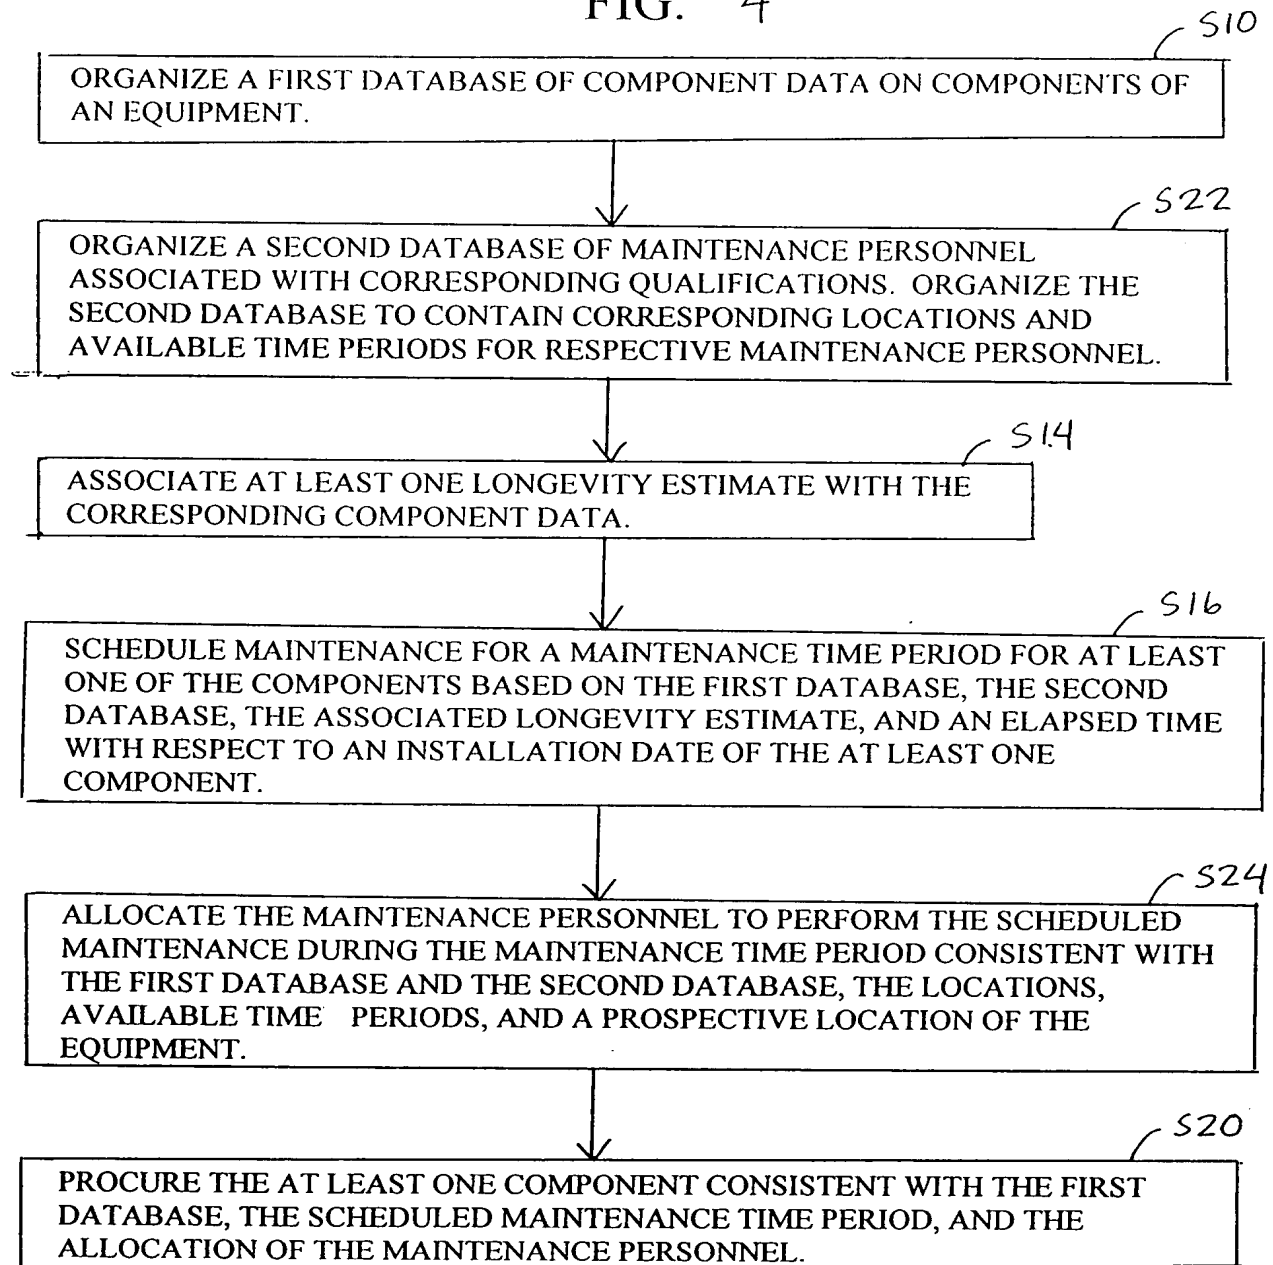 FIG. 4
S10
ORGANIZE A FIRST DATABASE OF COMPONENT DATA ON COMPONENTS OF
AN EQUIPMENT.
S22
ORGANIZE A SECOND DATABASE OF MAINTENANCE PERSONNEL
ASSOCIATED WITH CORRESPONDING QUALIFICATIONS. ORGANIZE THE
SECOND DATABASE TO CONTAIN CORRESPONDING LOCATIONS AND
AVAILABLE TIME PERIODS FOR RESPECTIVE MAINTENANCE PERSONNEL.
S14
ASSOCIATE AT LEAST ONE LONGEVITY ESTIMATE WITH THE
CORRESPONDING COMPONENT DATA.
S16
SCHEDULE MAINTENANCE FOR A MAINTENANCE TIME PERIOD FOR AT LEAST
ONE OF THE COMPONENTS BASED ON THE FIRST DATABASE, THE SECOND
DATABASE, THE ASSOCIATED LONGEVITY ESTIMATE, AND AN ELAPSED TIME
WITH RESPECT TO AN INSTALLATION DATE OF THE AT LEAST ONE
COMPONENT.
S24
ALLOCATE THE MAINTENANCE PERSONNEL TO PERFORM THE SCHEDULED
MAINTENANCE DURING THE MAINTENANCE TIME PERIOD CONSISTENT WITH
THE FIRST DATABASE AND THE SECOND DATABASE, THE LOCATIONS,
AVAILABLE TIME PERIODS, AND A PROSPECTIVE LOCATION OF THE
EQUIPMENT.
S20
PROCURE THE AT LEAST ONE COMPONENT CONSISTENT WITH THE FIRST
DATABASE, THE SCHEDULED MAINTENANCE TIME PERIOD, AND THE
ALLOCATION OF THE MAINTENANCE PERSONNEL.